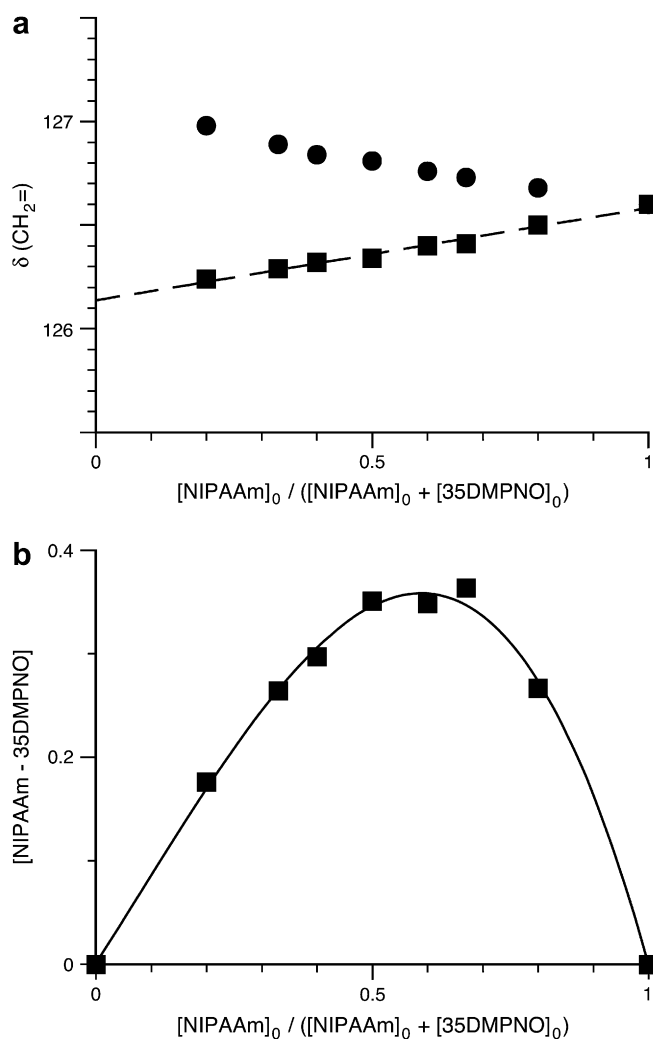 a
127
126
δ (CH₂=)
0
0.5
1
[NIPAAm]₀ / ([NIPAAm]₀ + [35DMPNO]₀)
b
0.4
0.2
0
[NIPAAm - 35DMPNO]
0
0.5
1
[NIPAAm]₀ / ([NIPAAm]₀ + [35DMPNO]₀)